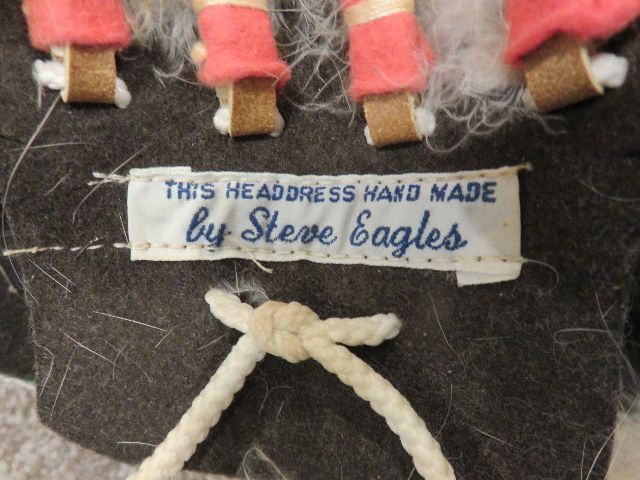 THIS HEADDRESS HAND MADE
by Steve Eagles